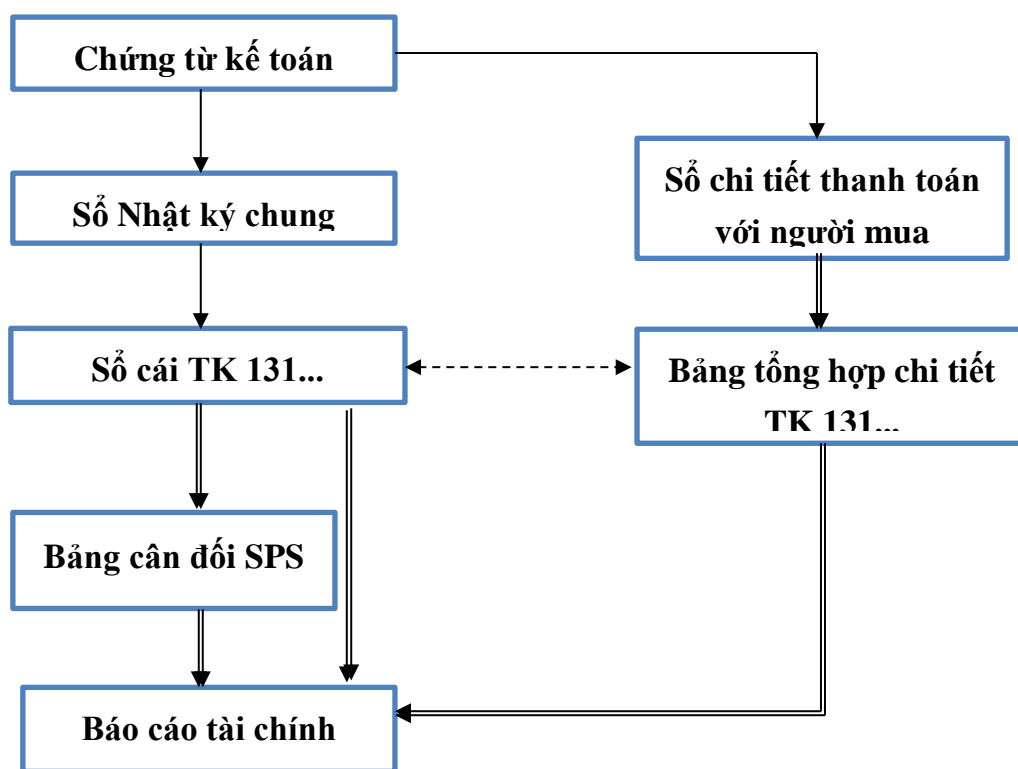 Chứng từ kế toán
Sổ Nhật ký chung
Sổ chi tiết thanh toán
với người mua
Sổ cái TK 131...
Bảng tổng hợp chi tiết
TK 131...
Bảng cân đối SPS
Báo cáo tài chính